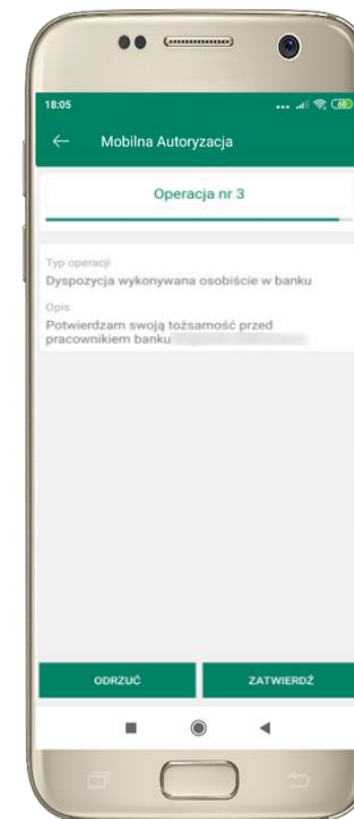 18:05
60
Mobilna Autoryzacja
Operacja nr 3
Typ operacji
Dyspozycja wykonywana osobiście w banku
Opis
Potwierdzam swoją tożsamość przed
pracownikiem banku
ODRZUĆ
ZATWIERDŹ